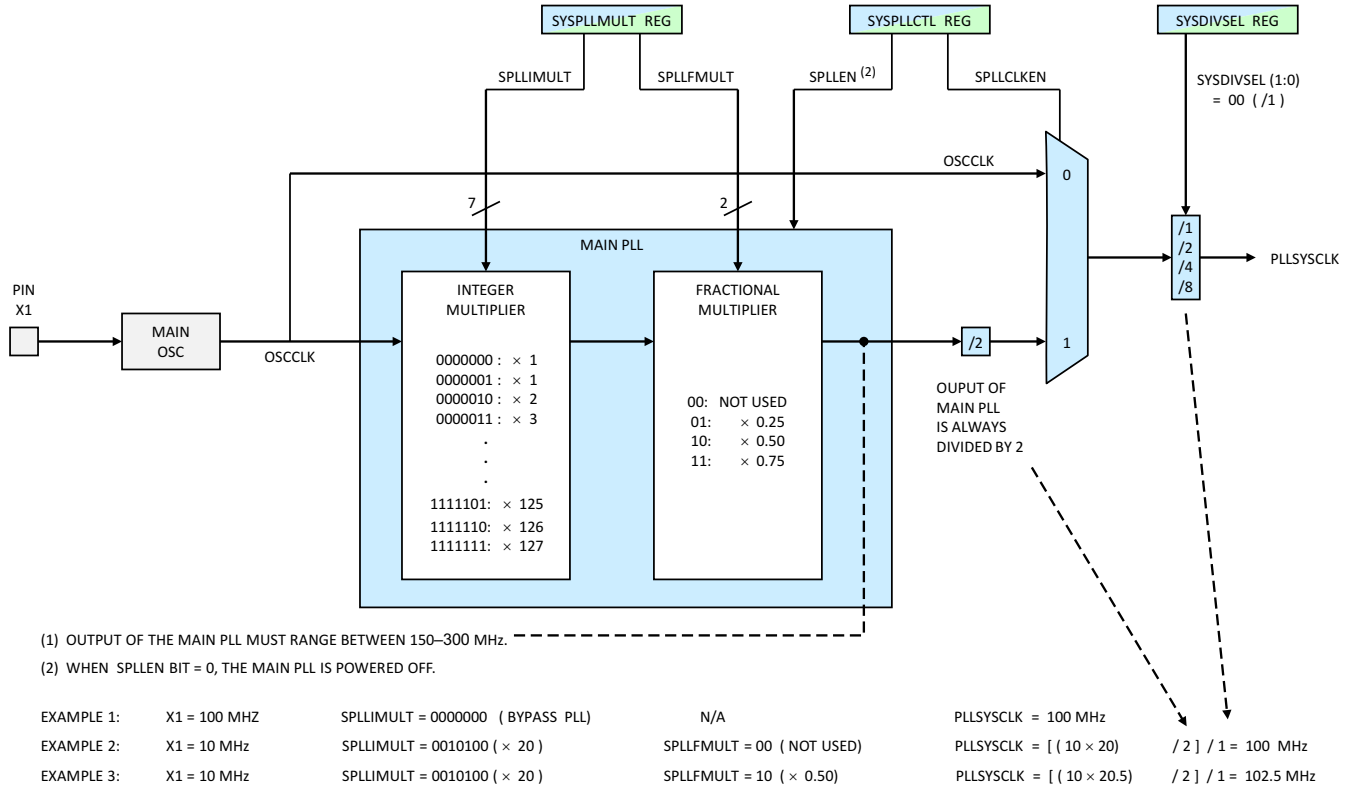 SYSPLLMULT REG
SYSPLLCTL REG
SYSDIVSEL REG
SPLLIMULT
SPLLFMULT
SPLLEN (2)
SPLLCLKEN
SYSDIVSEL (1:0)
= 00 ( /1 )
OSCCLK
0
7
2
MAIN PLL
/1
/2
/4
/8
PLLSYSCLK
PIN
X1
MAIN
OSC
OSCCLK
INTEGER
MULTIPLIER
0000000 : × 1
0000001 : × 1
0000010 : × 2
0000011 : × 3
.
.
.
1111101: × 125
1111110: × 126
1111111: × 127
FRACTIONAL
MULTIPLIER
00: NOT USED
01: × 0.25
10: × 0.50
11: × 0.75
/2
1
OUPUT OF
MAIN PLL
IS ALWAYS
DIVIDED BY 2
(1) OUTPUT OF THE MAIN PLL MUST RANGE BETWEEN 150–300 MHz.
(2) WHEN SPLLEN BIT = 0, THE MAIN PLL IS POWERED OFF.
EXAMPLE 1: X1 = 100 MHZ SPLLIMULT = 0000000 ( BYPASS PLL) N/A PLLSYSCLK = 100 MHz
EXAMPLE 2: X1 = 10 MHz SPLLIMULT = 0010100 ( × 20 ) SPLLFMULT = 00 ( NOT USED) PLLSYSCLK = [ ( 10 × 20) / 2 ] / 1 = 100 MHz
EXAMPLE 3: X1 = 10 MHz SPLLIMULT = 0010100 ( × 20 ) SPLLFMULT = 10 ( × 0.50) PLLSYSCLK = [( 10 × 20.5) / 2 ] / 1 = 102.5 MHz